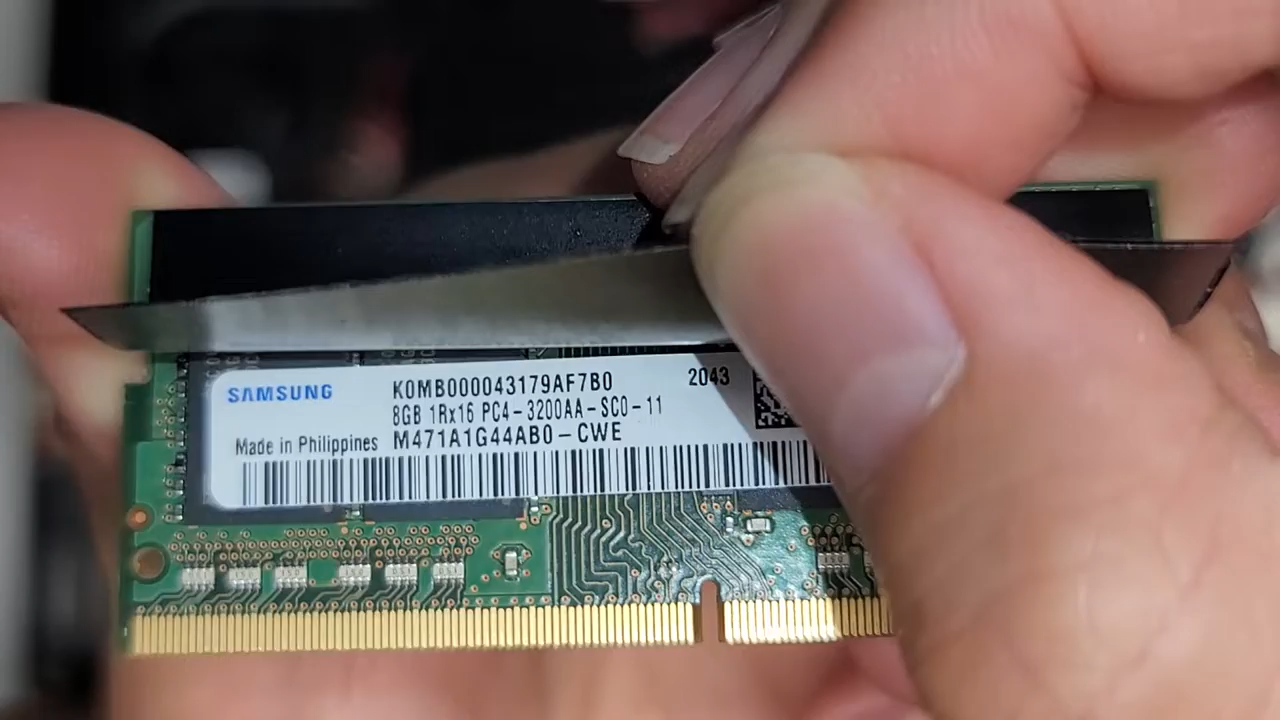 SAMSUNG
K0MB000043179AF7B0 2043
8GB 1Rx16 PC4-3200AA-SC0-11
Made in Philippines M471A1G44AB0-CWE